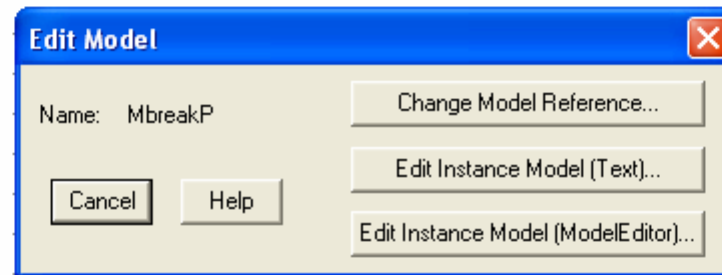 Edit Model
Name: MbreakP
Change Model Reference...
Edit Instance Model (Text)...
Cancel
Help
Edit Instance Model (ModelEditor)...